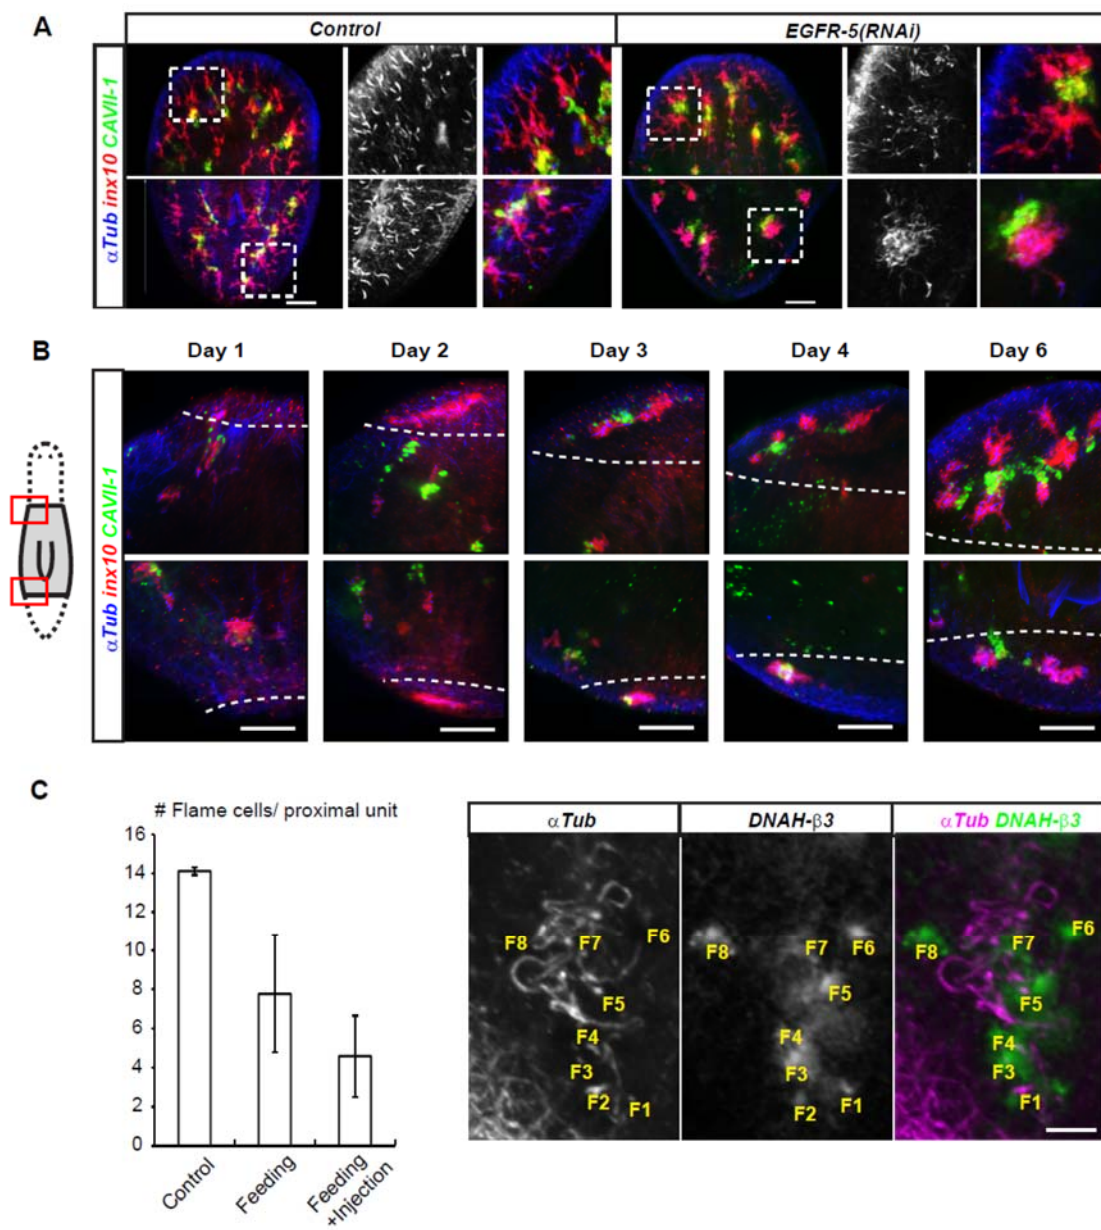 A
Control
EGFR-5(RNAi)
αTub inx10 CAVII-1
B
Day 1
Day 2
Day 3
Day 4
Day 6
αTub inx10 CAVII-1
C
# Flame cells/ proximal unit
16
14
12
10
8
6
4
2
0
Control
Feeding
Feeding
+Injection
αTub
DNAH-β3
αTub DNAH-β3
F8
F7
F6
F5
F4
F3
F2
F1
F8
F7
F6
F5
F4
F3
F2
F1
F8
F7
F6
F5
F4
F3
F1